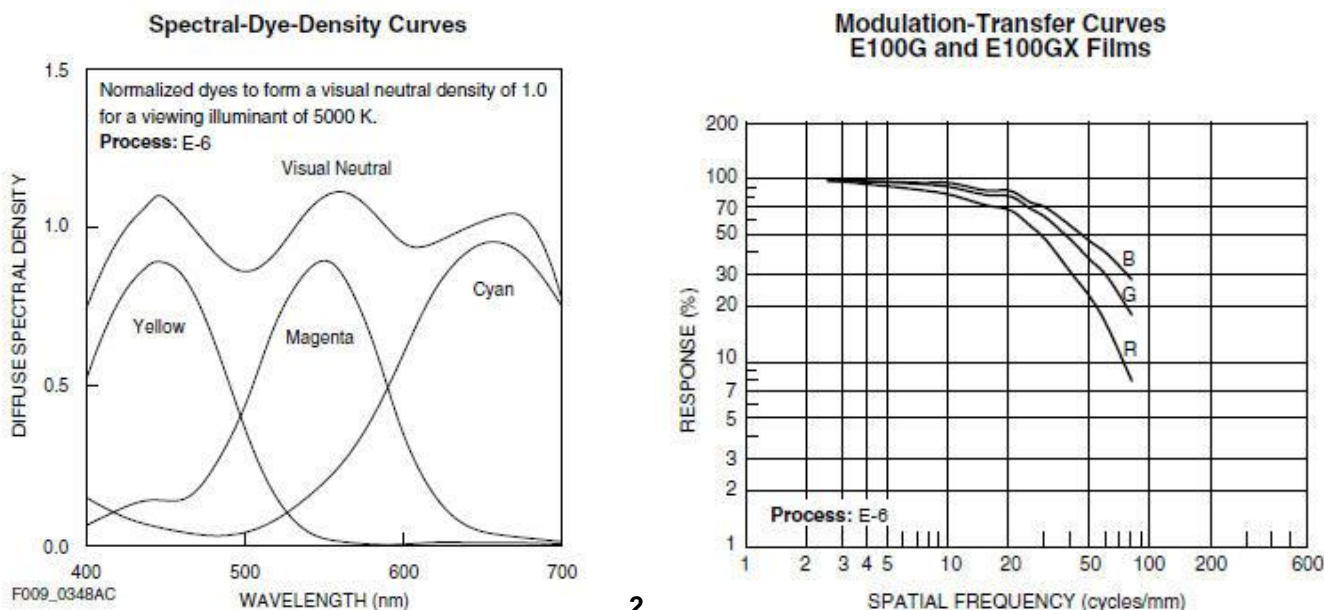 Spectral-Dye-Density Curves
1.5
1.0
0.5
0.0
DIFFUSE SPECTRAL DENSITY
Normalized dyes to form a visual neutral density of 1.0
for a viewing illuminant of 5000 K.
Process: E-6
Visual Neutral
Yellow
Magenta
Cyan
400
500
600
700
F009_0348AC
WAVELENGTH (nm)
2
Modulation-Transfer Curves
E100G and E100GX Films
200
100
70
50
30
20
10
7
5
3
2
1
RESPONSE (%)
B
G
R
Process: E-6
1
2
3
4
5
10
20
50
100
200
600
SPATIAL FREQUENCY (cycles/mm)